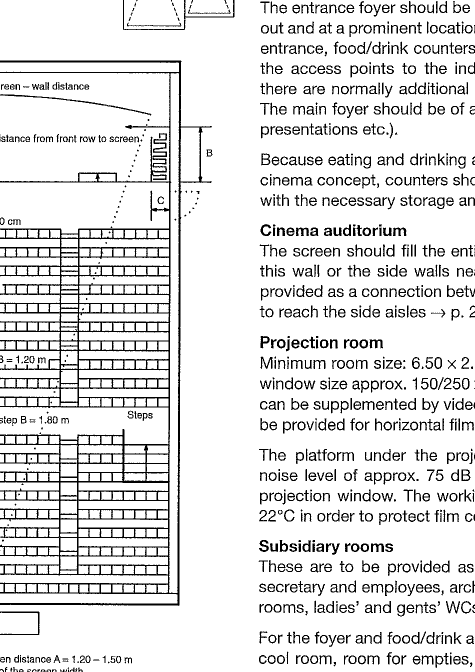 The entrance foyer should be
out and at a prominent location
entrance, food/drink counters
the access points to the ind
there are normally additional
The main foyer should be of a
presentations etc.).
Because eating and drinking a
cinema concept, counters sho
with the necessary storage an
Cinema auditorium
The screen should fill the enti
this wall or the side walls nea
provided as a connection betw
to reach the side aisles → p. 2
Projection room
Minimum room size: 6.50 × 2.
window size approx. 150/250
can be supplemented by video
be provided for horizontal film
The platform under the proje
noise level of approx. 75 dB
projection window. The worki
22°C in order to protect film co
Subsidiary rooms
These are to be provided as
secretary and employees, arch
rooms, ladies' and gents' WCs
For the foyer and food/drink a
cool room, room for empties,
reen – wall distance
distance from front row to screen
B
C
0 cm
B = 1.20 m
step B = 1.80 m
Steps
en distance A = 1.20 – 1.50 m
of the screen width